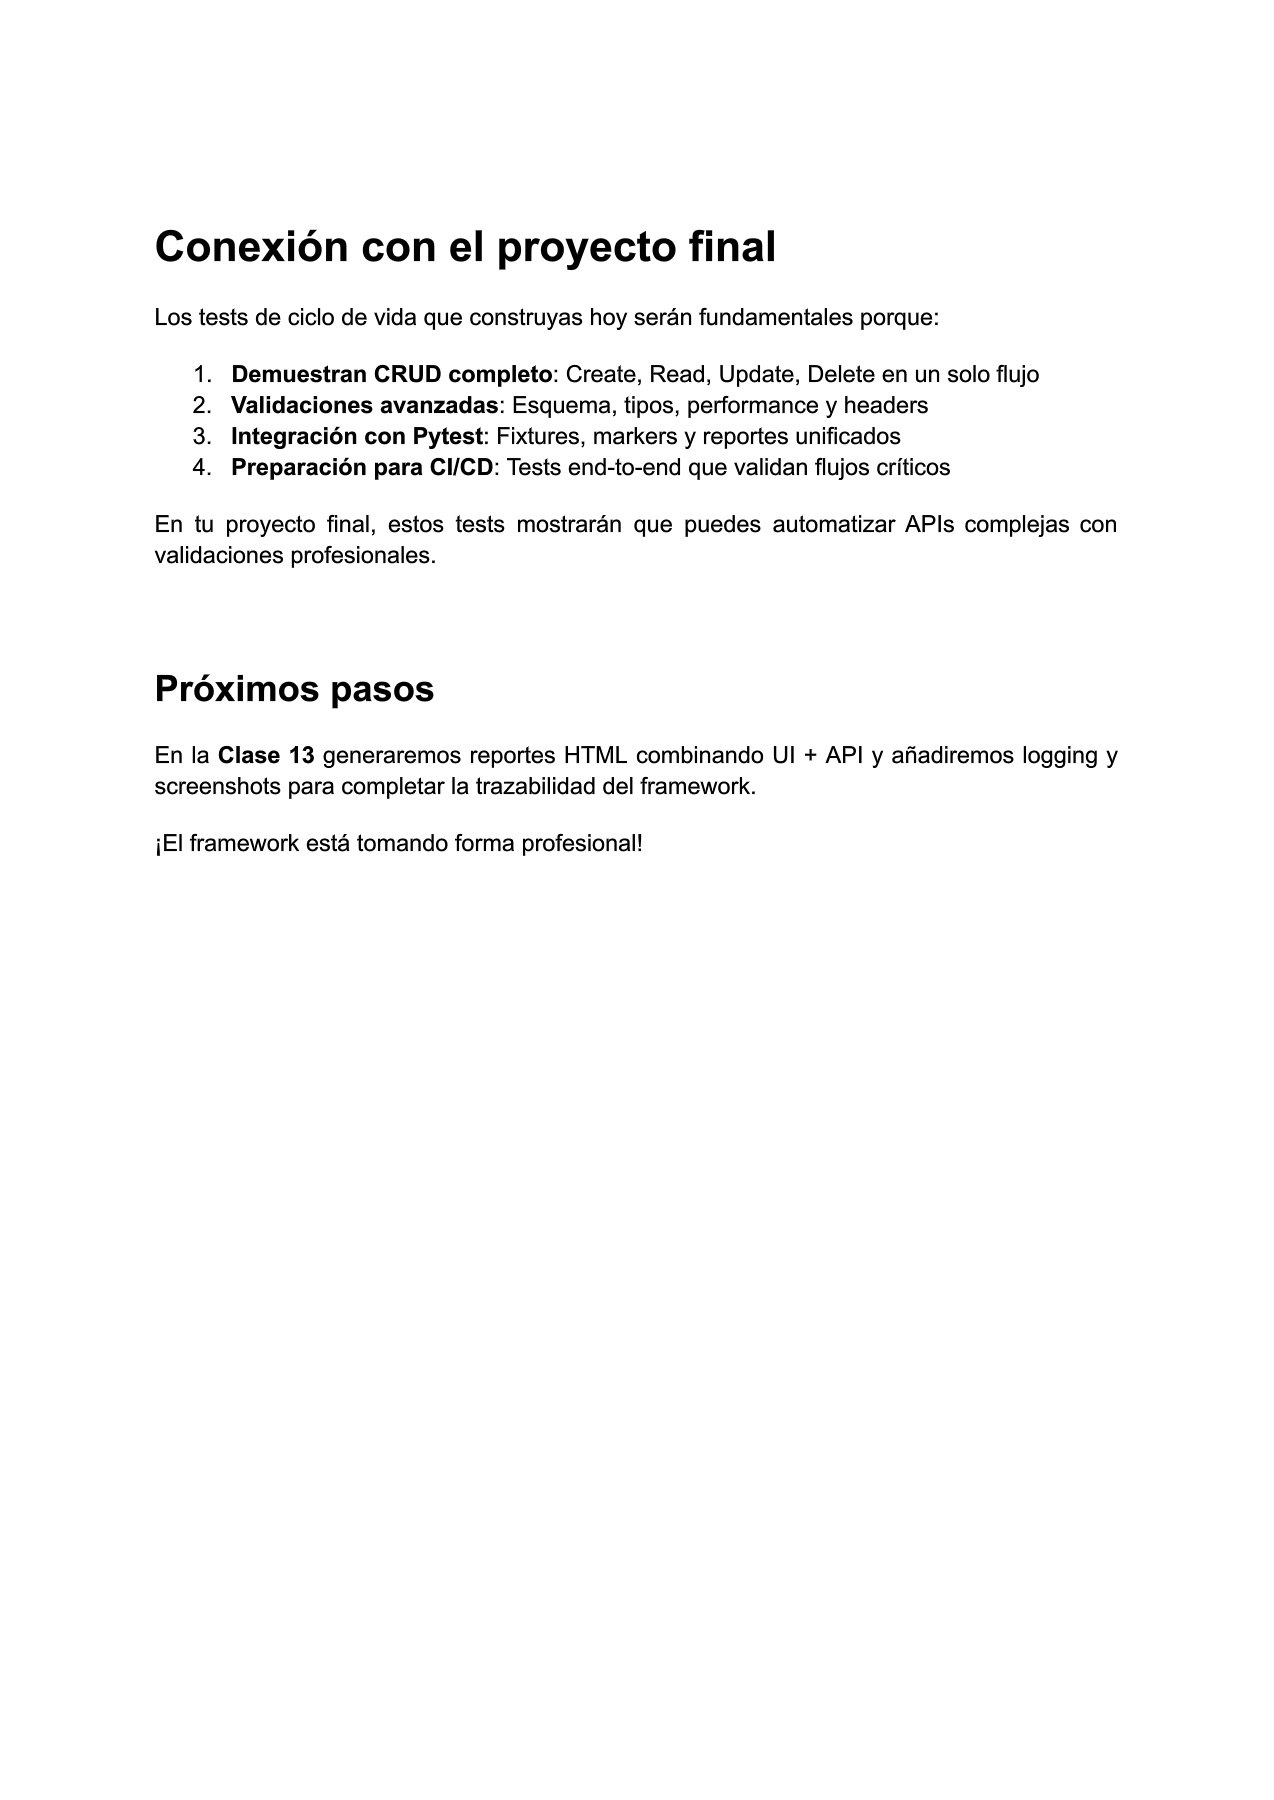 Conexión con el proyecto final
Los tests de ciclo de vida que construyas hoy serán fundamentales porque:
1. Demuestran CRUD completo: Create, Read, Update, Delete en un solo flujo
2. Validaciones avanzadas: Esquema, tipos, performance y headers
3. Integración con Pytest: Fixtures, markers y reportes unificados
4. Preparación para CI/CD: Tests end-to-end que validan flujos críticos
En tu proyecto final, estos tests mostrarán que puedes automatizar APIs complejas con
validaciones profesionales.
Próximos pasos
En la Clase 13 generaremos reportes HTML combinando UI + API y añadiremos logging y
screenshots para completar la trazabilidad del framework.
¡El framework está tomando forma profesional!